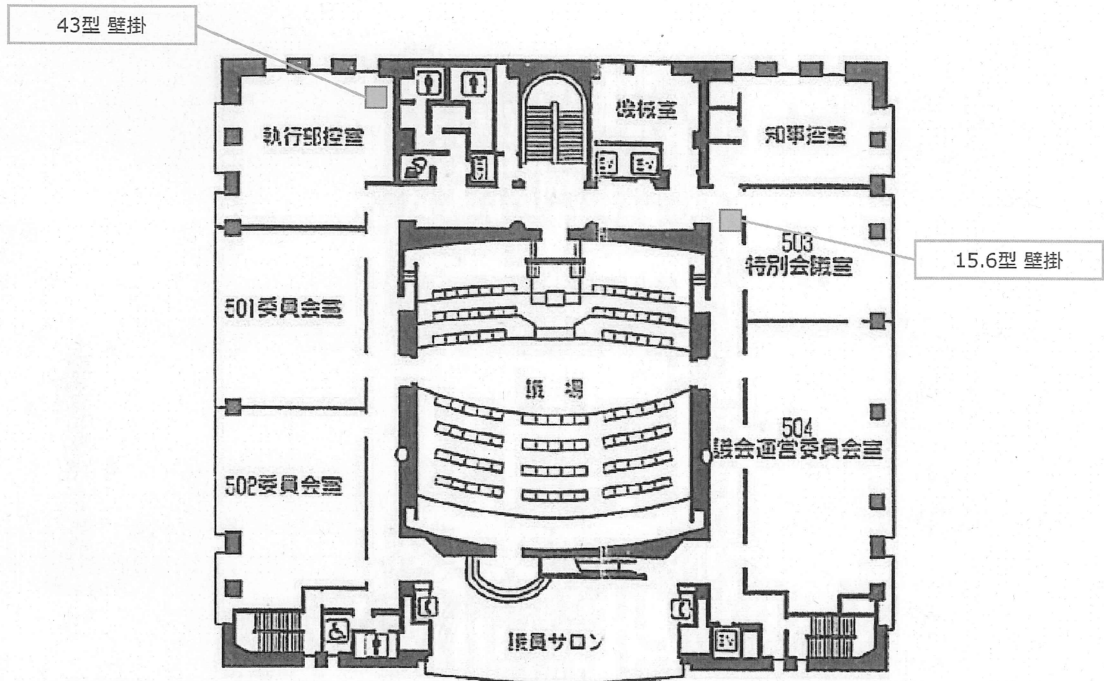 43型 壁掛
機械室
執行部控室
知事控室
503
特別会議室
15.6型 壁掛
501委員会室
議 場
504
議会運営委員会室
502委員会室
議員サロン